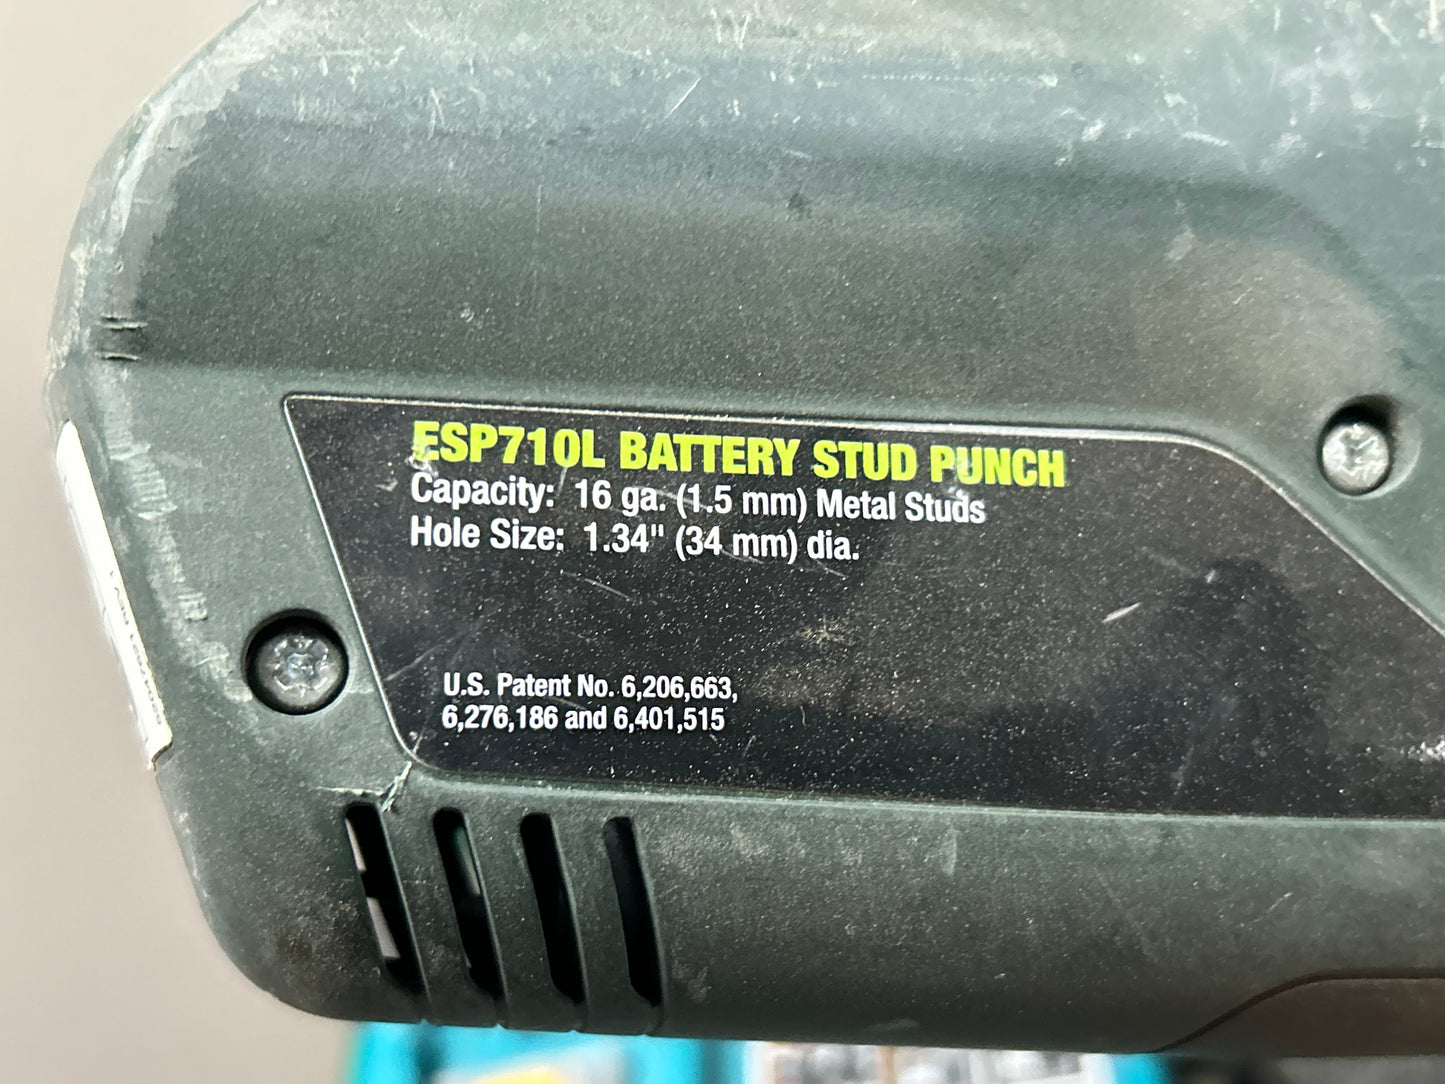 ESP710L BATTERY STUD PUNCH
Capacity: 16 ga. (1.5 mm) Metal Studs
Hole Size: 1.34" (34 mm) dia.
U.S. Patent No. 6,206,663,
6,276,186 and 6,401,515